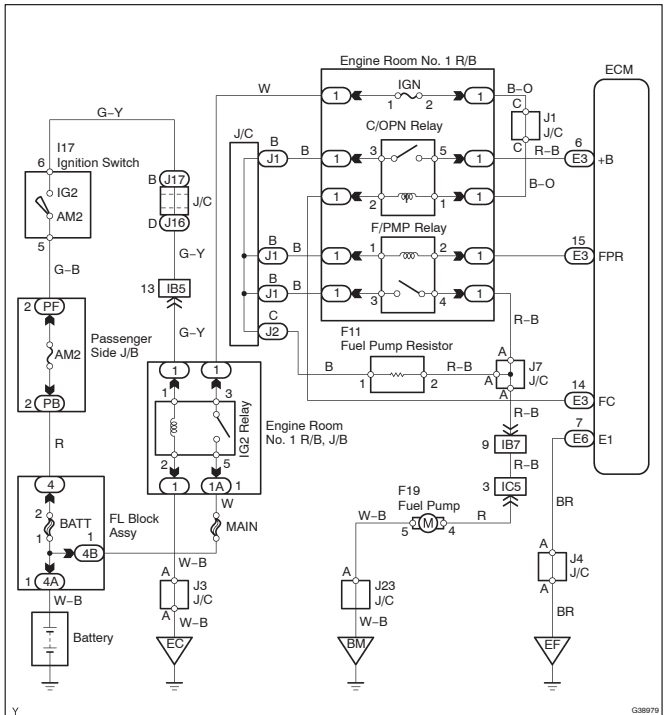 Engine Room No. 1 R/B
ECM
W
1
IGN
1 2
1
B-O
C
J1
J/C
C
G-Y
I17
Ignition Switch
6
IG2
AM2
5
B J17
J/C
D J16
J/C
B
J1
B
1
C/OPN Relay
3
5
1
R-B
6
E3
+B
B-O
1
2
1
1
G-Y
F/PMP Relay
B
J1
B
1
1
2
1
15
E3
FPR
G-B
13 IB5
B
J1
B
1
3
4
1
R-B
2 PF
AM2
Passenger
Side J/B
2 PB
G-Y
C
J2
F11
Fuel Pump Resistor
B
1
2
R-B
A
A
A
J7
J/C
14
E3
FC
R
1
1
1
3
IG2 Relay
2
5
1
1A 1
Engine Room
No. 1 R/B, J/B
R-B
9 IB7
R-B
3 IC5
7
E6
E1
4
2
BATT
1
FL Block
Assy
1
4B
1 4A
W
MAIN
F19
Fuel Pump
W-B
5
M
4
R
BR
W-B
Battery
W-B
A
J3
J/C
A
W-B
EC
A
J23
J/C
W-B
BM
A
J4
J/C
A
BR
EF
Y
G38979